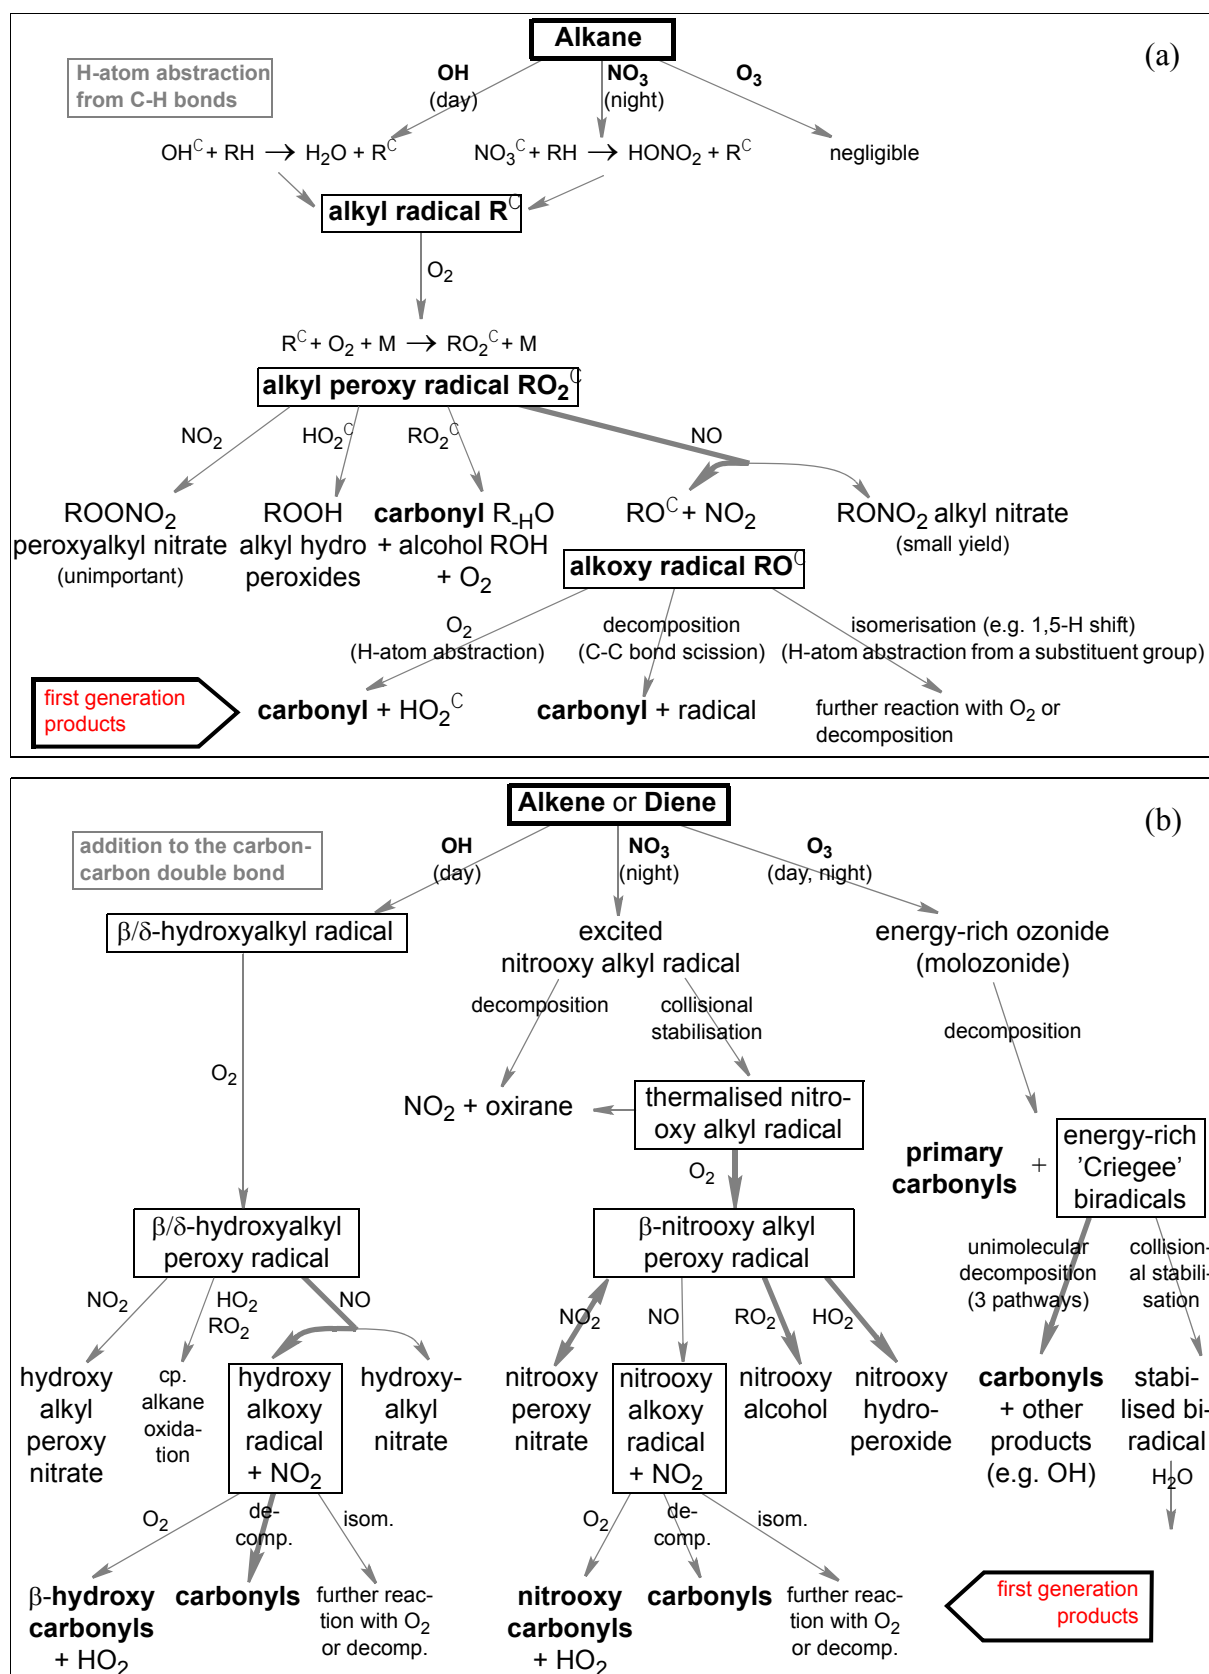 Alkane
(a)
H-atom abstraction
from C-H bonds
OH
(day)
NO3
(night)
O3
OH^C + RH → H2O + R^C
NO3^C + RH → HONO2 + R^C
negligible
alkyl radical R^C
O2
R^C + O2 + M → RO2^C + M
alkyl peroxy radical RO2^C
NO2
HO2^C
RO2^C
NO
ROONO2
peroxyalkyl nitrate
(unimportant)
ROOH
alkyl hydro
peroxides
carbonyl R-HO
+ alcohol ROH
+ O2
RO^C + NO2
RONO2 alkyl nitrate
(small yield)
alkoxy radical RO^C
O2
(H-atom abstraction)
decomposition
(C-C bond scission)
isomerisation (e.g. 1,5-H shift)
(H-atom abstraction from a substituent group)
first generation
products
carbonyl + HO2^C
carbonyl + radical
further reaction with O2 or
decomposition
Alkene or Diene
(b)
addition to the carbon-
carbon double bond
OH
(day)
NO3
(night)
O3
(day, night)
β/δ-hydroxyalkyl radical
excited
nitrooxy alkyl radical
energy-rich ozonide
(molozonide)
decomposition
collisional
stabilisation
decomposition
O2
NO2 + oxirane
thermalised nitro-
oxy alkyl radical
O2
primary
carbonyls
+
energy-rich
’Criegee’
biradicals
β/δ-hydroxyalkyl
peroxy radical
β-nitrooxy alkyl
peroxy radical
unimolecular
decomposition
(3 pathways)
collision-
al stabili-
sation
NO2
HO2
RO2
NO
NO2
NO
RO2
HO2
hydroxy
alkyl
peroxy
nitrate
cp.
alkane
oxida-
tion
hydroxy
alkoxy
radical
+ NO2
hydroxy-
alkyl
nitrate
nitrooxy
peroxy
nitrate
nitrooxy
alkoxy
radical
+ NO2
nitrooxy
alcohol
nitrooxy
hydro-
peroxide
carbonyls
+ other
products
(e.g. OH)
stabi-
lised bi-
radical
H2O
O2
de-
comp.
isom.
O2
de-
comp.
isom.
β-hydroxy
carbonyls
+ HO2
carbonyls
further reac-
tion with O2
or decomp.
nitrooxy
carbonyls
+ HO2
carbonyls
further reac-
tion with O2
or decomp.
first generation
products